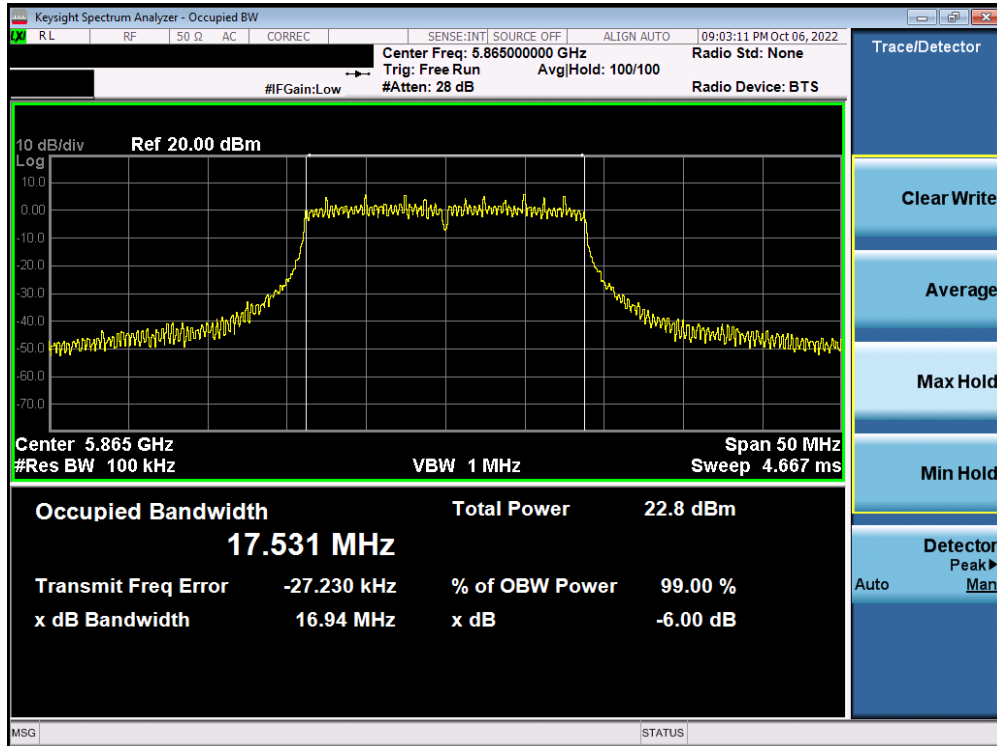 Keysight Spectrum Analyzer - Occupied BW
LXI RL RF 50 Ω AC CORREC SENSE:INT SOURCE OFF ALIGN AUTO 09:03:11 PM Oct 06, 2022
Center Freq: 5.865000000 GHz Radio Std: None
Trig: Free Run Avg|Hold: 100/100
#IFGain:Low #Atten: 28 dB Radio Device: BTS
10 dB/div Ref 20.00 dBm
Log
10.0
0.00
-10.0
-20.0
-30.0
-40.0
-50.0
-60.0
-70.0
Center 5.865 GHz Span 50 MHz
#Res BW 100 kHz VBW 1 MHz Sweep 4.667 ms
Occupied Bandwidth Total Power 22.8 dBm
17.531 MHz
Transmit Freq Error -27.230 kHz % of OBW Power 99.00 %
x dB Bandwidth 16.94 MHz x dB -6.00 dB
MSG STATUS
Trace/Detector
Clear Write
Average
Max Hold
Min Hold
Detector
Peak▶
Auto Man